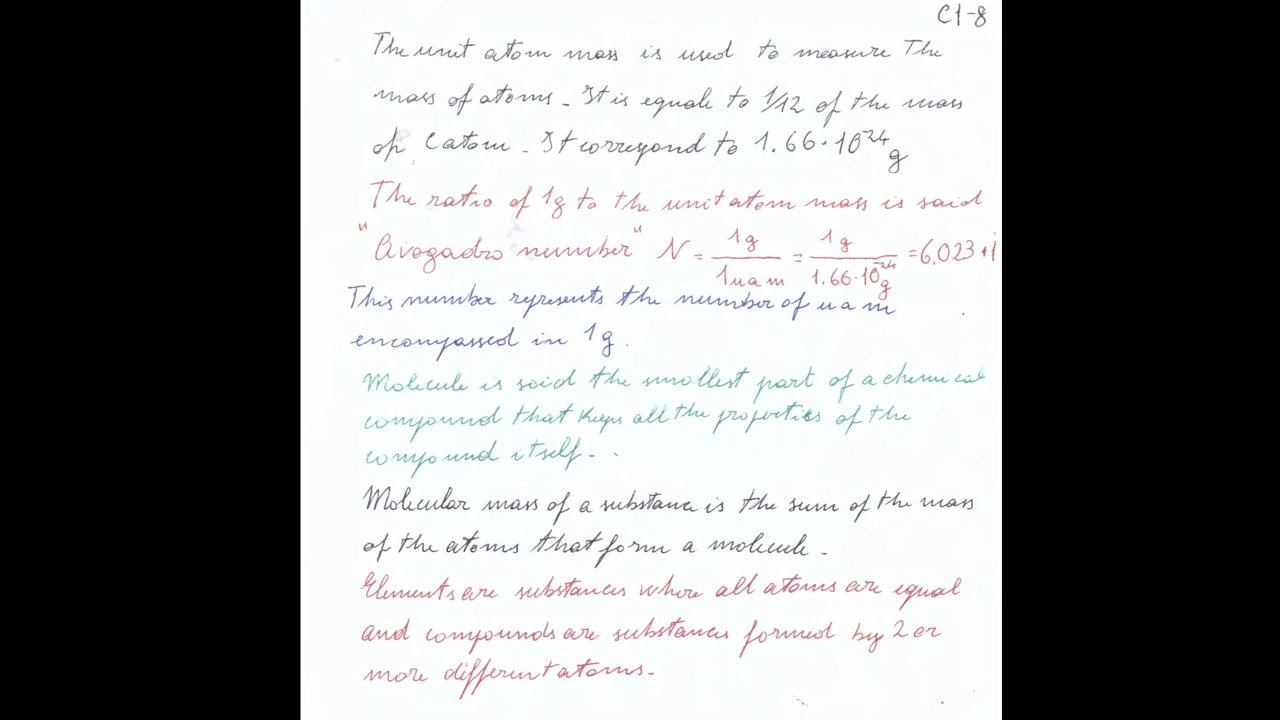 C1-8
The unit atom mass is used to measure The
mass of atoms - It is equale to 1/12 of the mass
of C atom - It correspond to 1.66·10^-24 g
The ratio of 1g to the unit atom mass is said
"Avogadro number" N = 1g / 1uam = 1g / 1.66·10^-24 g = 6.023·1
This number represents the number of uam
encompassed in 1g.
Molecule is said the smallest part of a chemical
compound that keeps all the properties of the
compound itself -
Molecular mass of a substance is the sum of the mass
of the atoms that form a molecule -
Elements are substances where all atoms are equal
and compounds are substances formed by 2 or
more different atoms -